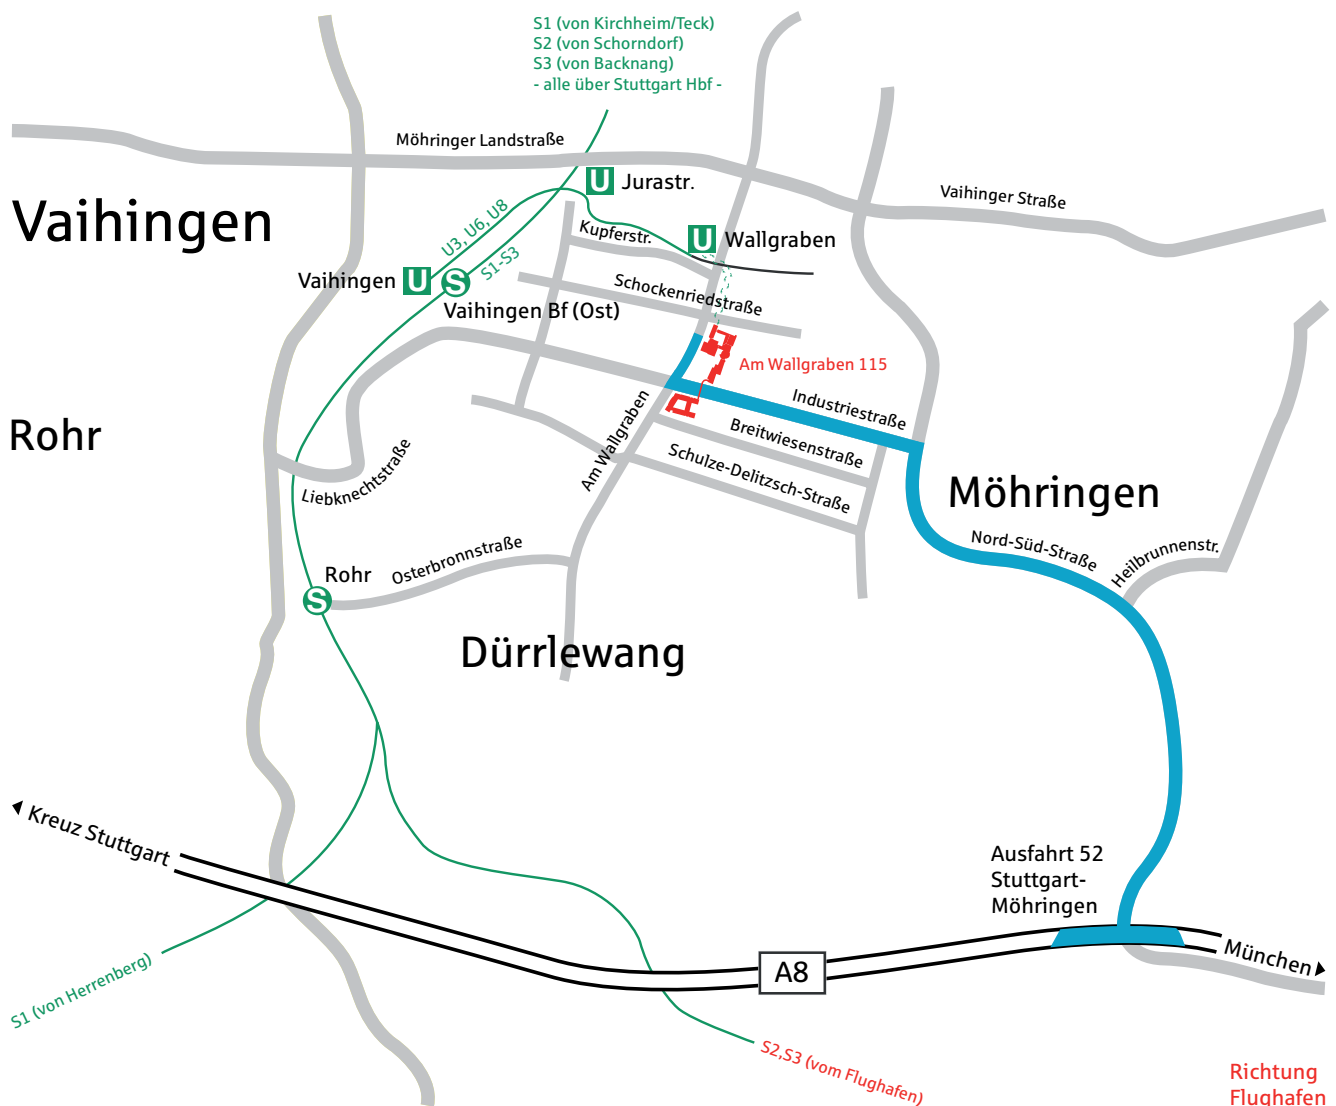 S1 (von Kirchheim/Teck)
S2 (von Schorndorf)
S3 (von Backnang)
- alle über Stuttgart Hbf -
Möhringer Landstraße
U Jurastr.
Vaihinger Straße
Vaihingen
U3, U6, U8
Kupferstr.
U Wallgraben
S1-S3
Vaihingen U S
Vaihingen Bf (Ost)
Schockenriedstraße
Am Wallgraben 115
Industriestraße
Am Wallgraben
Breitwiesenstraße
Rohr
Liebknechtstraße
Schulze-Delitzsch-Straße
Möhringen
Nord-Süd-Straße
Heilbrunnenstr.
Osterbronnstraße
Rohr
S
Dürrlewang
Kreuz Stuttgart
Ausfahrt 52
Stuttgart-
Möhringen
München
A8
S1 (von Herrenberg)
S2,S3 (vom Flughafen)
Richtung
Flughafen